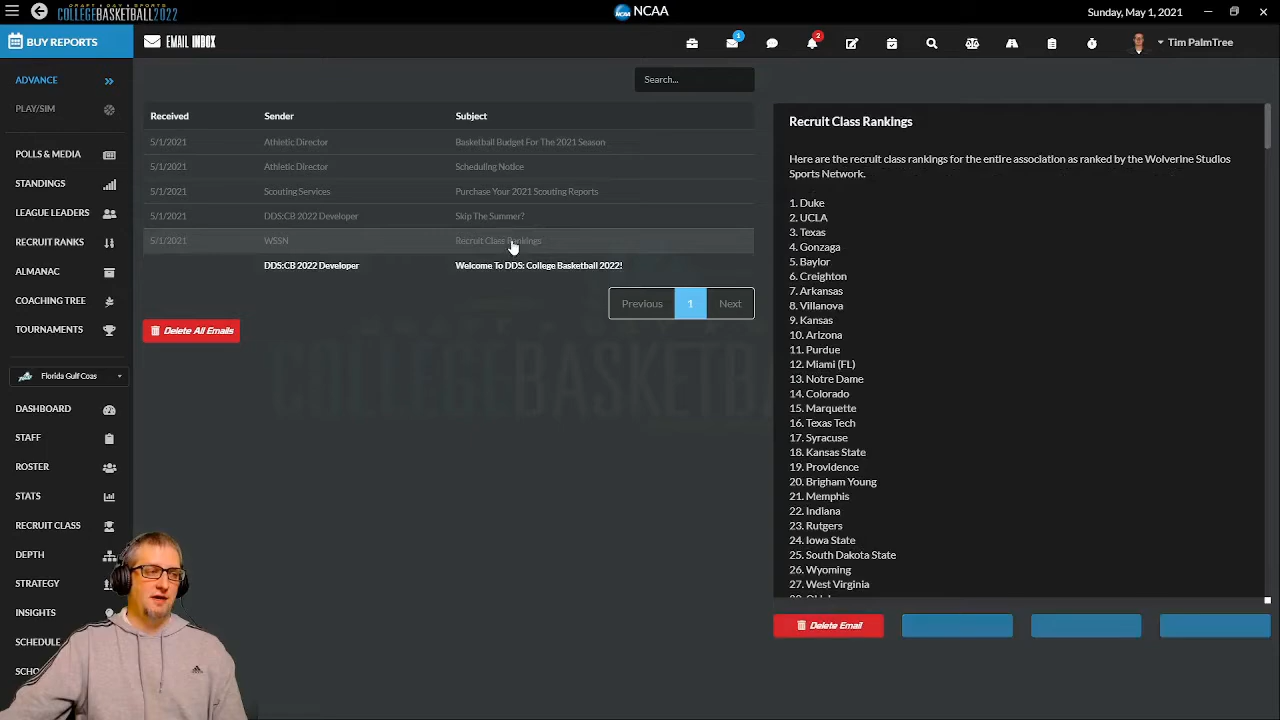 DRAFT DAY SPORTS
COLLEGE BASKETBALL 2022
NCAA
Sunday, May 1, 2021
BUY REPORTS
EMAIL INBOX
1
2
Tim PalmTree
ADVANCE
PLAY/SIM
POLLS & MEDIA
STANDINGS
LEAGUE LEADERS
RECRUIT RANKS
ALMANAC
COACHING TREE
TOURNAMENTS
Florida Gulf Coas
DASHBOARD
STAFF
ROSTER
STATS
RECRUIT CLASS
DEPTH
STRATEGY
INSIGHTS
SCHEDULE
SCHO
Search...
Received Sender Subject
5/1/2021 Athletic Director Basketball Budget For The 2021 Season
5/1/2021 Athletic Director Scheduling Notice
5/1/2021 Scouting Services Purchase Your 2021 Scouting Reports
5/1/2021 DDS:CB 2022 Developer Skip The Summer?
5/1/2021 WSSN Recruit Class Rankings
DDS:CB 2022 Developer Welcome To DDS: College Basketball 2022!
Previous 1 Next
Delete All Emails
COLLEGE BASKETBALL
Recruit Class Rankings
Here are the recruit class rankings for the entire association as ranked by the Wolverine Studios
Sports Network.
1. Duke
2. UCLA
3. Texas
4. Gonzaga
5. Baylor
6. Creighton
7. Arkansas
8. Villanova
9. Kansas
10. Arizona
11. Purdue
12. Miami (FL)
13. Notre Dame
14. Colorado
15. Marquette
16. Texas Tech
17. Syracuse
18. Kansas State
19. Providence
20. Brigham Young
21. Memphis
22. Indiana
23. Rutgers
24. Iowa State
25. South Dakota State
26. Wyoming
27. West Virginia
Delete Email